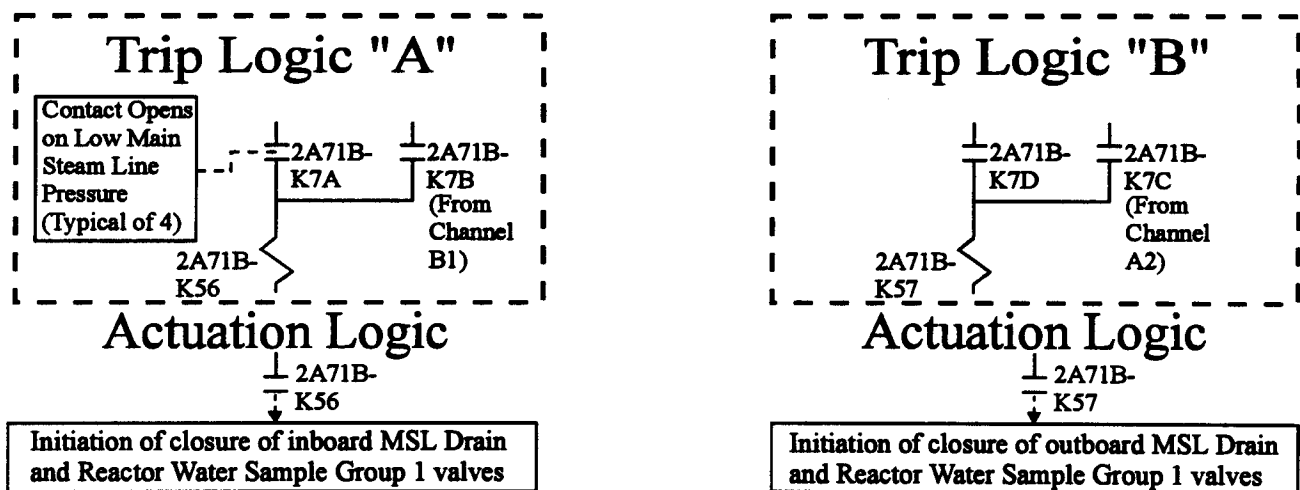 Trip Logic "A"
Contact Opens
on Low Main
Steam Line
Pressure
(Typical of 4)
2A71B-
K7A
2A71B-
K7B
(From
Channel
B1)
2A71B-
K56
Actuation Logic
2A71B-
K56
Initiation of closure of inboard MSL Drain
and Reactor Water Sample Group 1 valves
Trip Logic "B"
2A71B-
K7D
2A71B-
K7C
(From
Channel
A2)
2A71B-
K57
Actuation Logic
2A71B-
K57
Initiation of closure of outboard MSL Drain
and Reactor Water Sample Group 1 valves